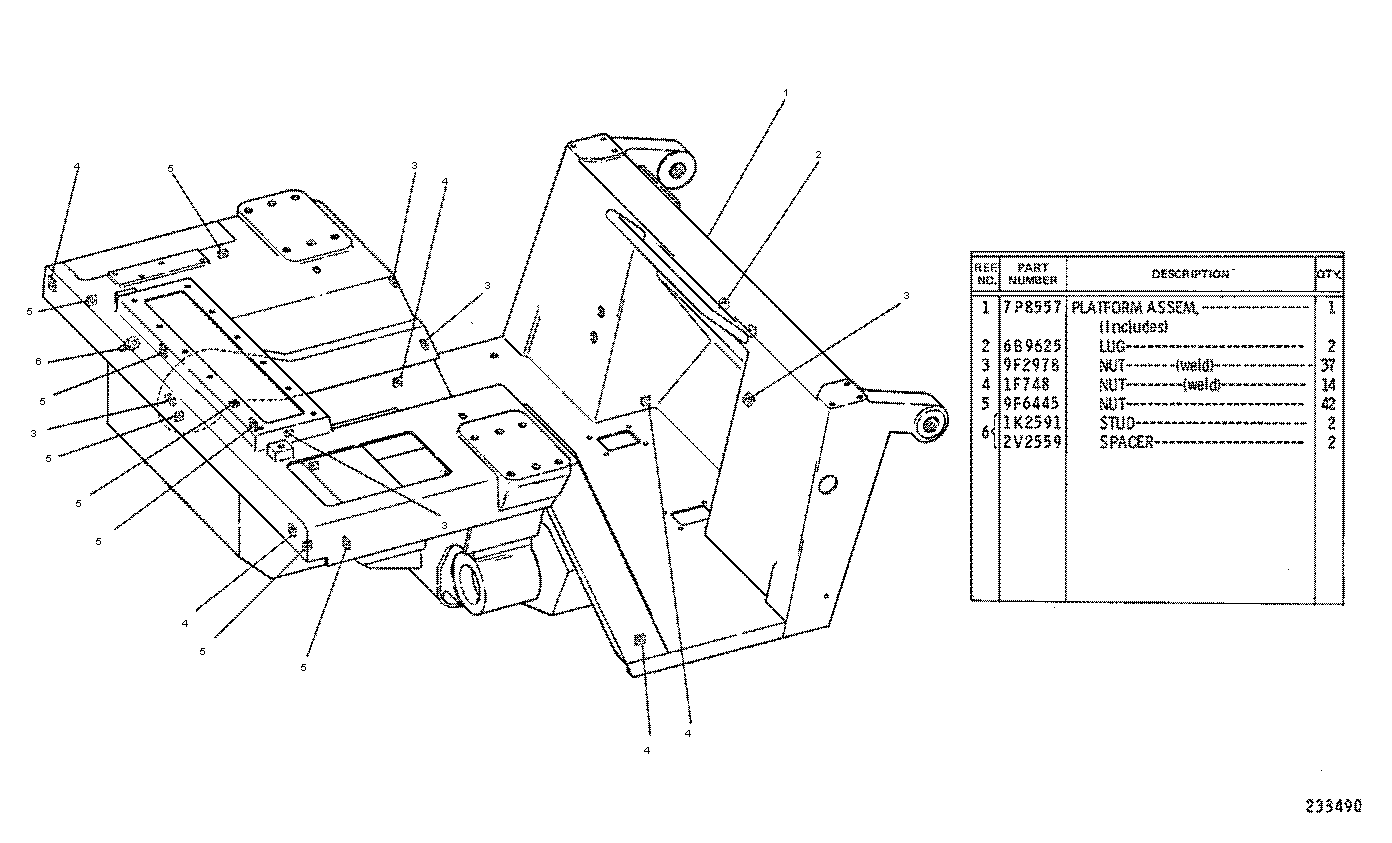 1
2
3
4
5
4
3
3
5
6
5
3
5
5
5
3
4
5
5
4
4
REF. NO. PART NUMBER DESCRIPTION QTY.
1 7P8557 PLATFORM ASSEM, 1
(Includes)
2 6B9625 LUG 2
3 9F2978 NUT (weld) 37
4 1F748 NUT (weld) 14
5 9F6445 NUT 42
6{ 1K2591 STUD 2
2V2559 SPACER 2
233490